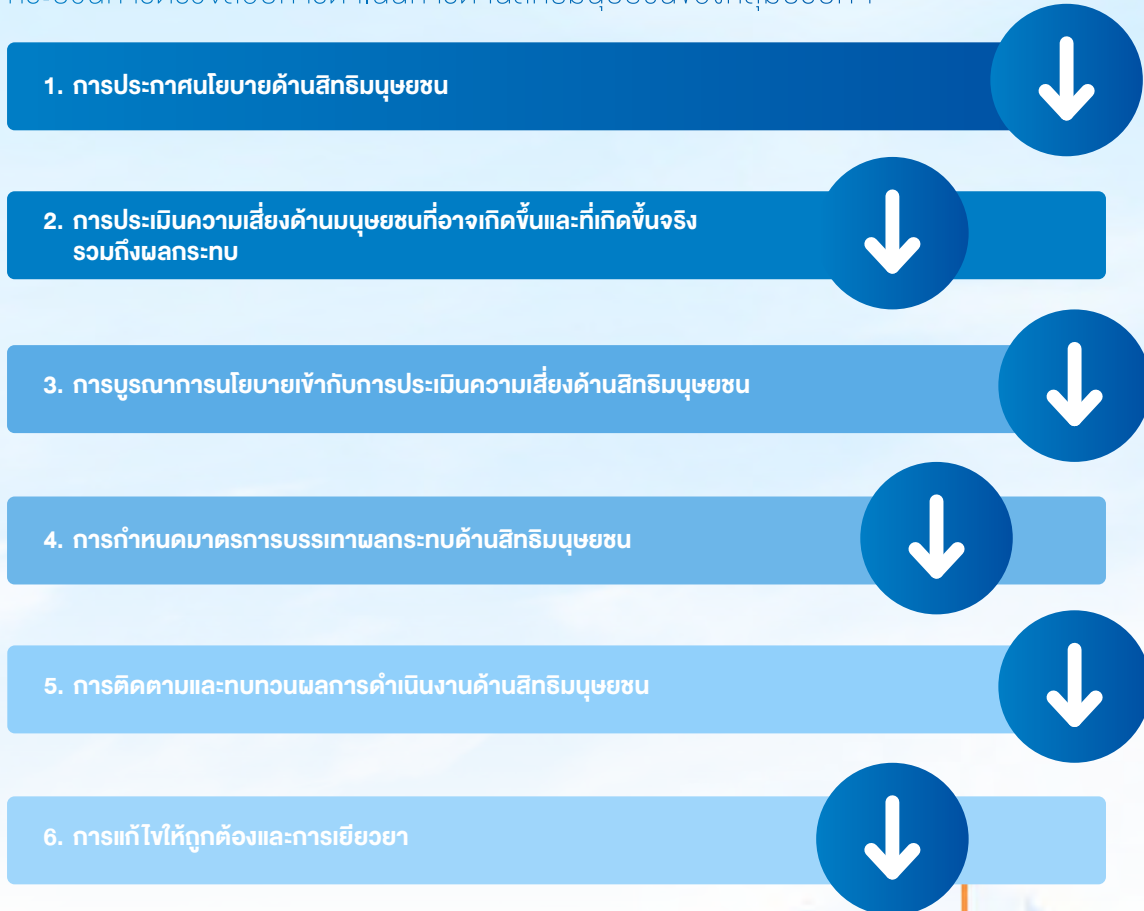 1. การประกาศนโยบายด้านสิทธิมนุษยชน
2. การประเมินความเสี่ยงด้านมนุษยชนที่อาจเกิดขึ้นและที่เกิดขึ้นจริง
รวมถึงผลกระทบ
3. การบูรณาการนโยบายเข้ากับการประเมินความเสี่ยงด้านสิทธิมนุษยชน
4. การกำหนดมาตรการบรรเทาผลกระทบด้านสิทธิมนุษยชน
5. การติดตามและทบทวนผลการดำเนินงานด้านสิทธิมนุษยชน
6. การแก้ไขให้ถูกต้องและการเยียวยา